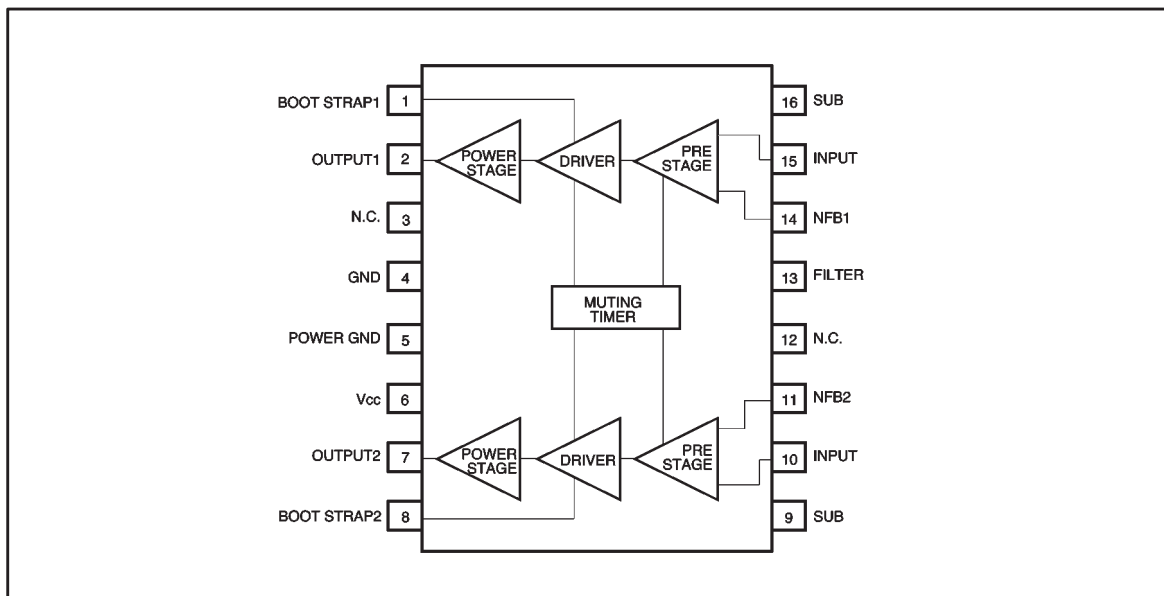 BOOT STRAP1 1
OUTPUT1 2
N.C. 3
GND 4
POWER GND 5
Vcc 6
OUTPUT2 7
BOOT STRAP2 8
POWER
STAGE
DRIVER
PRE
STAGE
MUTING
TIMER
POWER
STAGE
DRIVER
PRE
STAGE
16 SUB
15 INPUT
14 NFB1
13 FILTER
12 N.C.
11 NFB2
10 INPUT
9 SUB